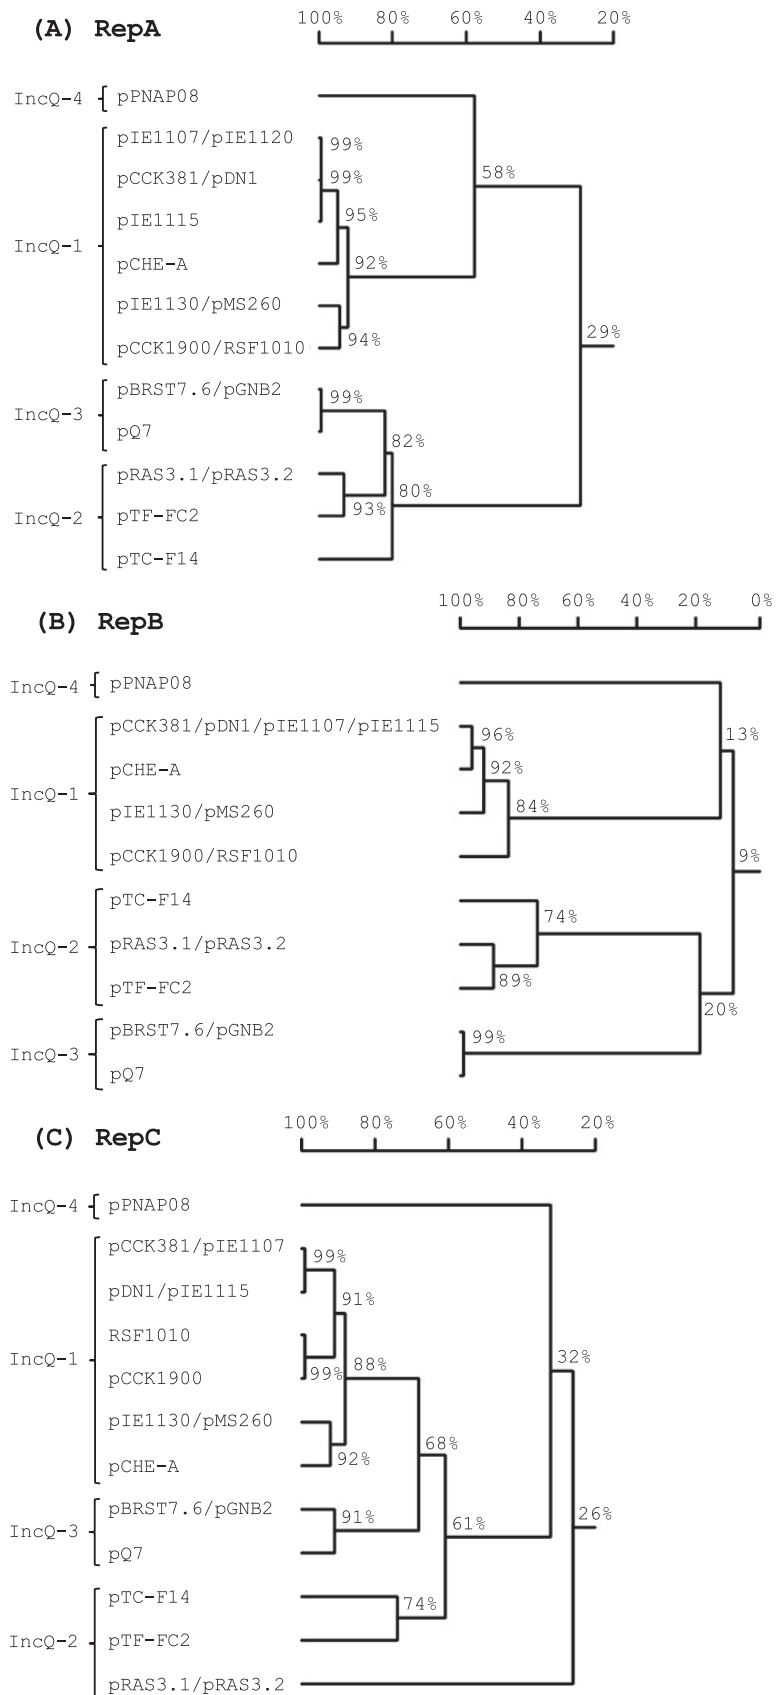 (A) RepA
100% 80% 60% 40% 20%
IncQ-4 pPNAP08
pIE1107/pIE1120
99%
58%
pCCK381/pDN1 99%
pIE1115 95%
IncQ-1
pCHE-A 92%
pIE1130/pMS260
29%
pCCK1900/RSF1010 94%
pBRST7.6/pGNB2 99%
IncQ-3
pQ7 82%
pRAS3.1/pRAS3.2 80%
IncQ-2 pTF-FC2 93%
pTC-F14
(B) RepB
100% 80% 60% 40% 20% 0%
IncQ-4 pPNAP08
pCCK381/pDN1/pIE1107/pIE1115 96% 13%
pCHE-A 92%
IncQ-1
pIE1130/pMS260 84%
pCCK1900/RSF1010 9%
pTC-F14 74%
IncQ-2 pRAS3.1/pRAS3.2
pTF-FC2 89%
20%
pBRST7.6/pGNB2 99%
IncQ-3
pQ7
(C) RepC
100% 80% 60% 40% 20%
IncQ-4 pPNAP08
pCCK381/pIE1107 99%
pDN1/pIE1115 91%
RSF1010
IncQ-1 88% 32%
pCCK1900 99%
pIE1130/pMS260
68%
pCHE-A 92%
pBRST7.6/pGNB2 91% 61% 26%
IncQ-3
pQ7
pTC-F14 74%
IncQ-2 pTF-FC2
pRAS3.1/pRAS3.2